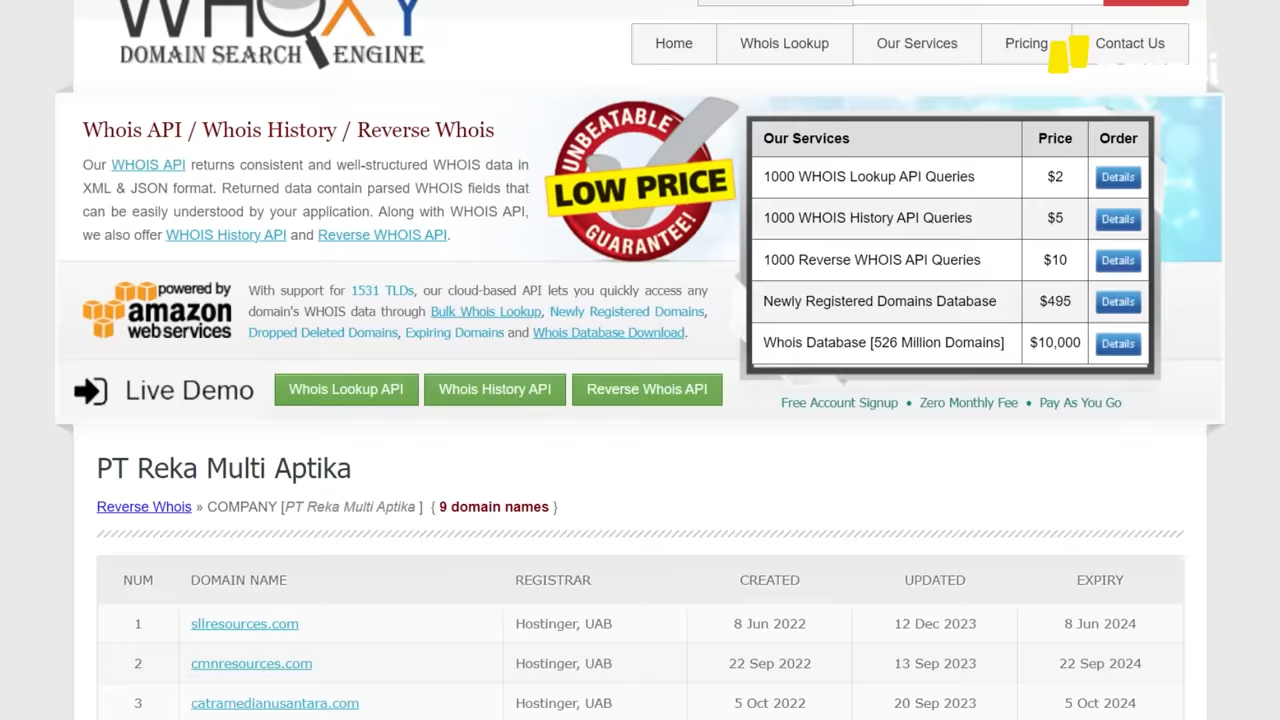 WHOXY
DOMAIN SEARCH ENGINE
Home
Whois Lookup
Our Services
Pricing
Contact Us
Whois API / Whois History / Reverse Whois
Our WHOIS API returns consistent and well-structured WHOIS data in
XML & JSON format. Returned data contain parsed WHOIS fields that
can be easily understood by your application. Along with WHOIS API,
we also offer WHOIS History API and Reverse WHOIS API.
UNBEATABLE
LOW PRICE
GUARANTEE!
Our Services Price Order
1000 WHOIS Lookup API Queries $2 Details
1000 WHOIS History API Queries $5 Details
1000 Reverse WHOIS API Queries $10 Details
Newly Registered Domains Database $495 Details
Whois Database [526 Million Domains] $10,000 Details
powered by
amazon
web services
With support for 1531 TLDs, our cloud-based API lets you quickly access any
domain's WHOIS data through Bulk Whois Lookup, Newly Registered Domains,
Dropped Deleted Domains, Expiring Domains and Whois Database Download.
Live Demo
Whois Lookup API
Whois History API
Reverse Whois API
Free Account Signup • Zero Monthly Fee • Pay As You Go
PT Reka Multi Aptika
Reverse Whois » COMPANY [PT Reka Multi Aptika ] { 9 domain names }
NUM DOMAIN NAME REGISTRAR CREATED UPDATED EXPIRY
1 sllresources.com Hostinger, UAB 8 Jun 2022 12 Dec 2023 8 Jun 2024
2 cmnresources.com Hostinger, UAB 22 Sep 2022 13 Sep 2023 22 Sep 2024
3 catramedianusantara.com Hostinger, UAB 5 Oct 2022 20 Sep 2023 5 Oct 2024